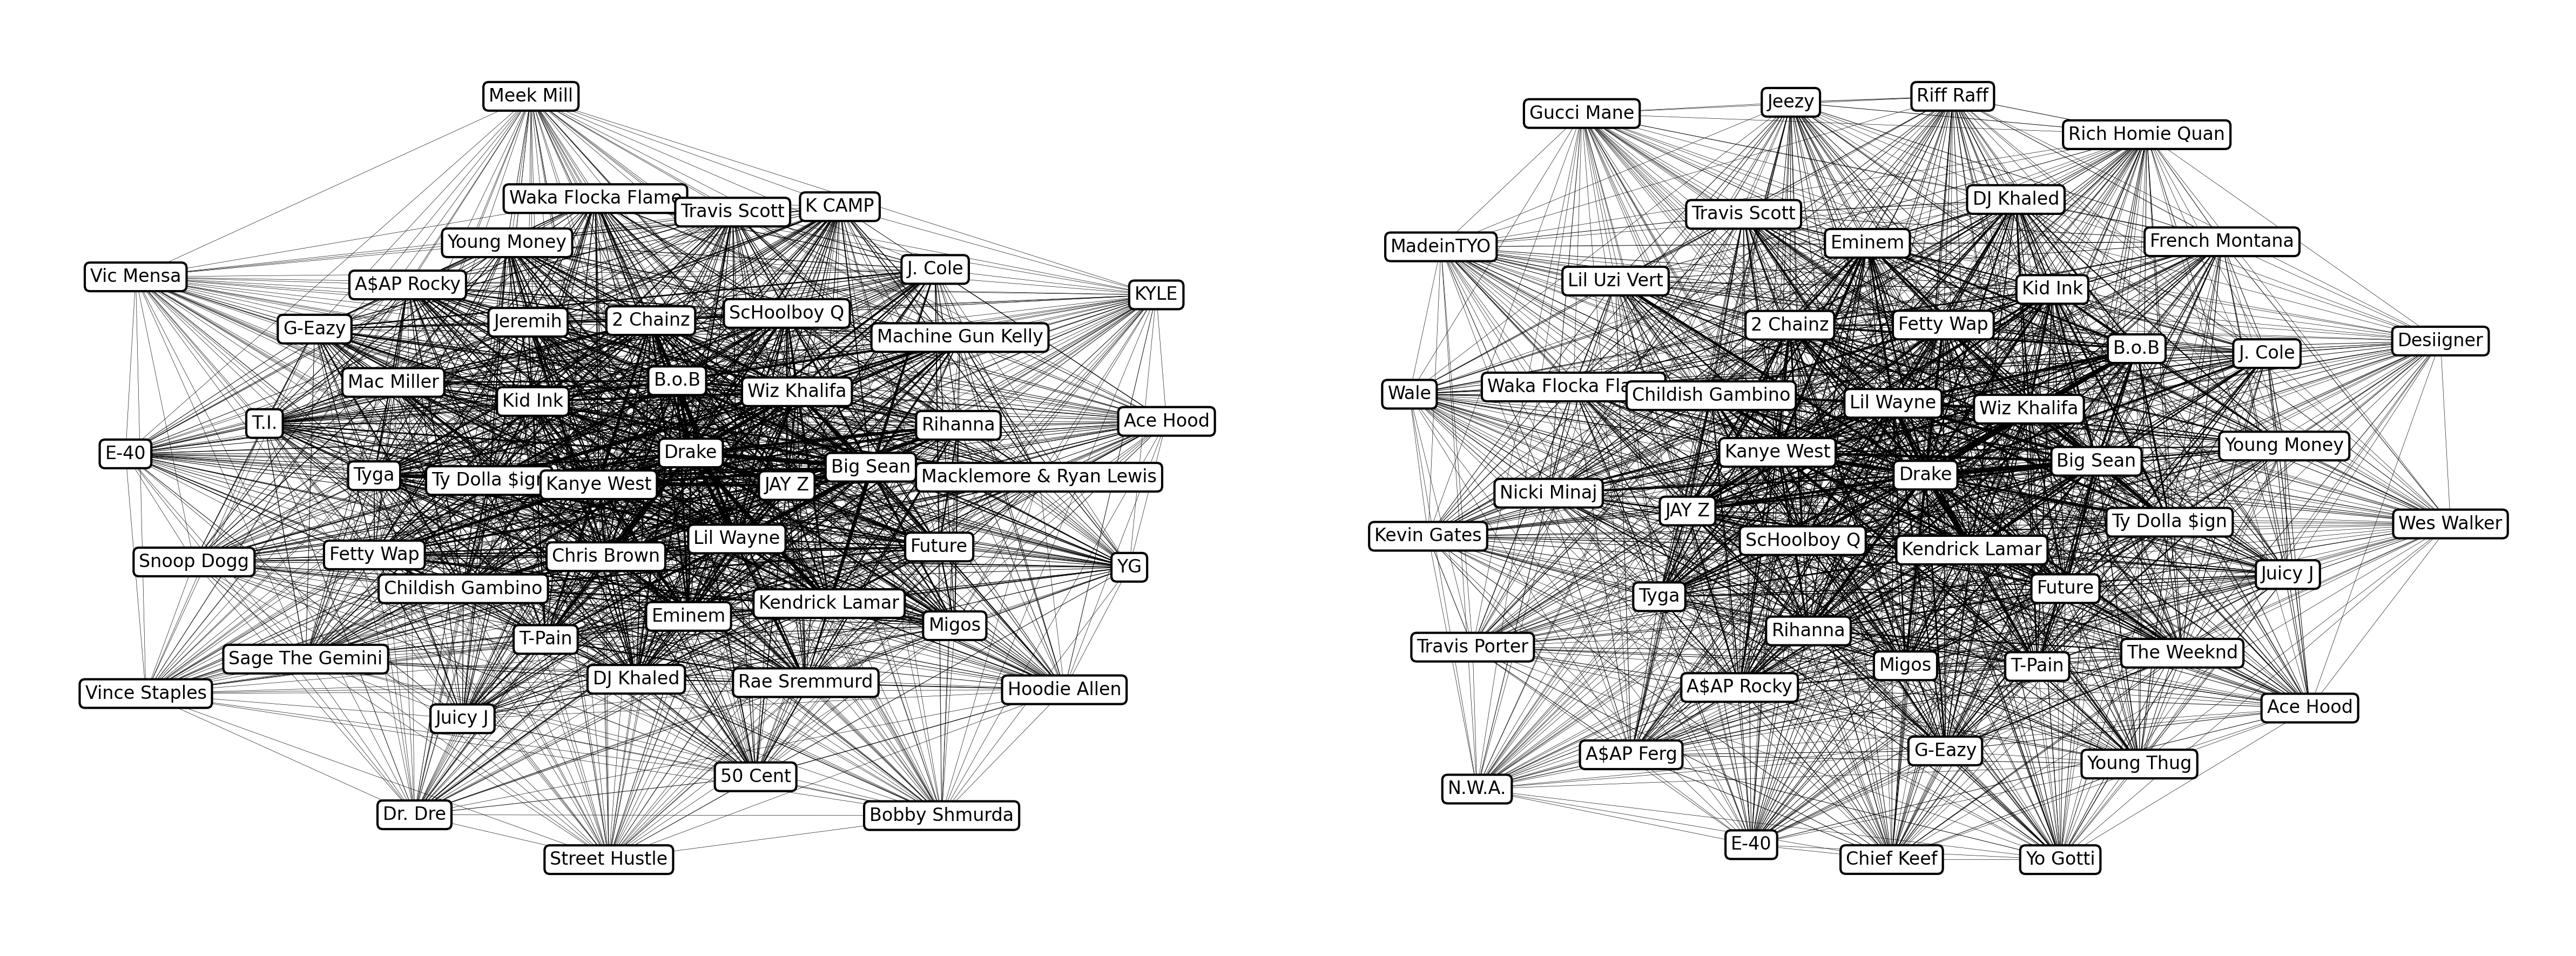 Meek Mill
Waka Flocka Flame
Travis Scott
K CAMP
Young Money
J. Cole
Vic Mensa
A$AP Rocky
KYLE
G-Eazy
Jeremih
2 Chainz
ScHoolboy Q
Machine Gun Kelly
Mac Miller
B.o.B
Wiz Khalifa
Kid Ink
T.I.
Rihanna
Ace Hood
E-40
Drake
Big Sean
Tyga
Ty Dolla $ign
Kanye West
JAY Z
Macklemore & Ryan Lewis
Lil Wayne
Future
Snoop Dogg
Fetty Wap
Chris Brown
YG
Childish Gambino
Eminem
Kendrick Lamar
Migos
T-Pain
Sage The Gemini
DJ Khaled
Rae Sremmurd
Hoodie Allen
Vince Staples
Juicy J
50 Cent
Dr. Dre
Bobby Shmurda
Street Hustle
Gucci Mane
Jeezy
Riff Raff
Rich Homie Quan
DJ Khaled
Travis Scott
MadeinTYO
Eminem
French Montana
Lil Uzi Vert
Kid Ink
2 Chainz
Fetty Wap
Desiigner
B.o.B
J. Cole
Wale
Waka Flocka Fla
Childish Gambino
Lil Wayne
Wiz Khalifa
Kanye West
Young Money
Big Sean
Drake
Nicki Minaj
JAY Z
Ty Dolla $ign
Wes Walker
Kevin Gates
ScHoolboy Q
Kendrick Lamar
Juicy J
Tyga
Future
Rihanna
Travis Porter
Migos
T-Pain
The Weeknd
A$AP Rocky
Ace Hood
A$AP Ferg
G-Eazy
Young Thug
N.W.A.
E-40
Chief Keef
Yo Gotti